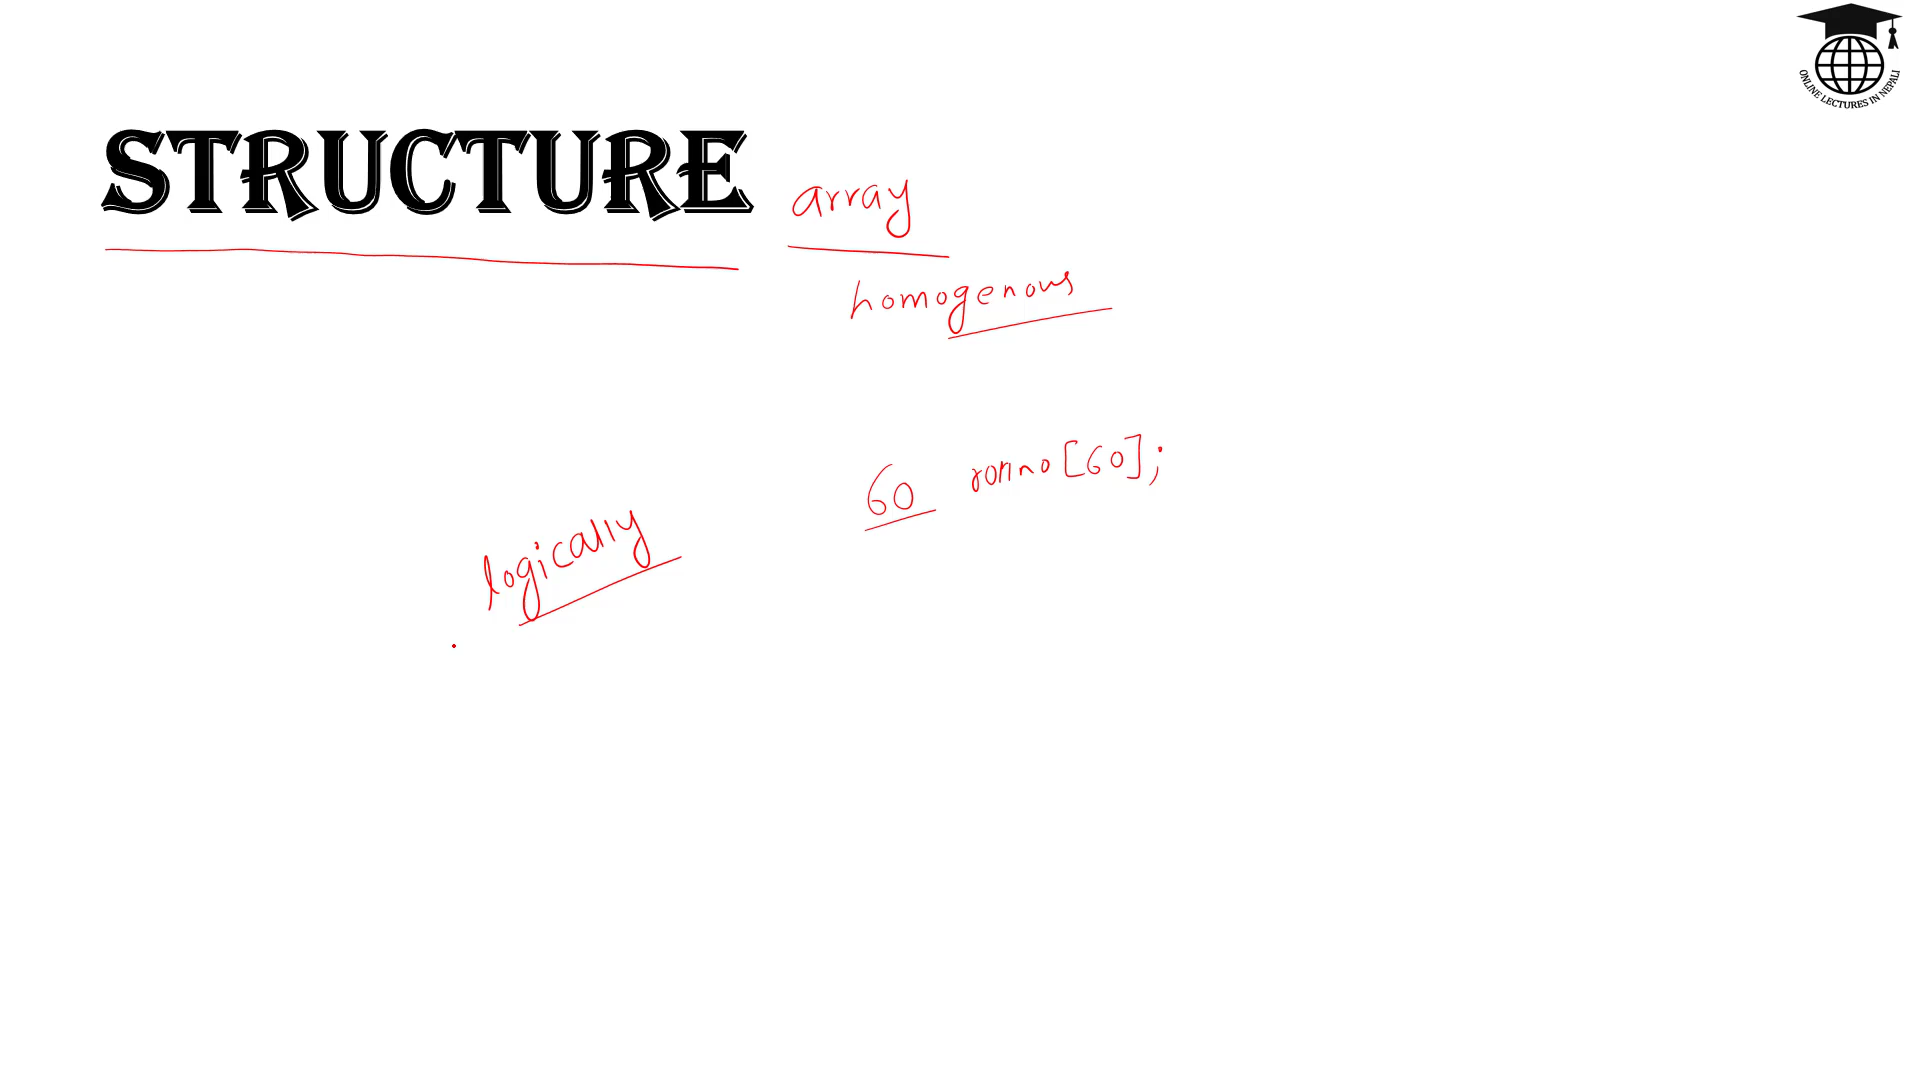 ONLINE LECTURES IN NEPALI
STRUCTURE
array
homogenous
60 rollno[60];
logically